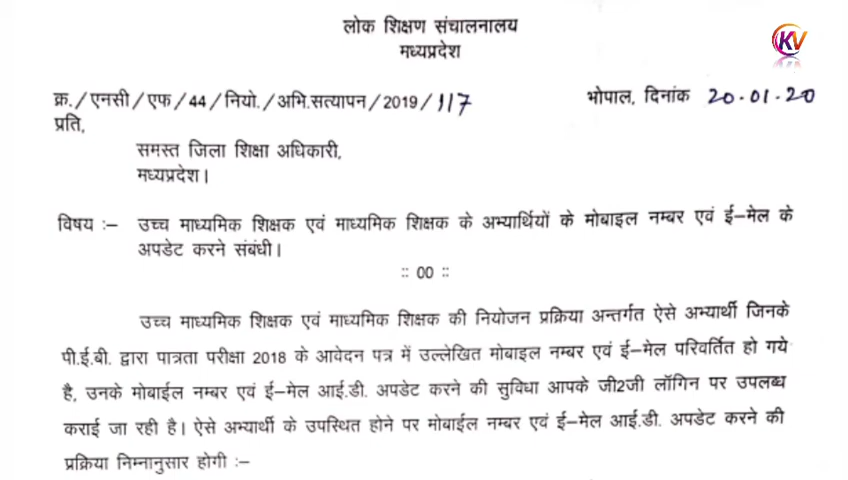 लोक शिक्षण संचालनालय
मध्यप्रदेश
KV
क्र./एनसी/एफ/44/नियो./अभि.सत्यापन/2019/117
भोपाल, दिनांक 20.01.20
प्रति,
समस्त जिला शिक्षा अधिकारी,
मध्यप्रदेश।
विषय :– उच्च माध्यमिक शिक्षक एवं माध्यमिक शिक्षक के अभ्यार्थियों के मोबाइल नम्बर एवं ई–मेल के
अपडेट करने संबंधी।
:: 00 ::
उच्च माध्यमिक शिक्षक एवं माध्यमिक शिक्षक की नियोजन प्रक्रिया अन्तर्गत ऐसे अभ्यार्थी जिनके
पी.ई.बी. द्वारा पात्रता परीक्षा 2018 के आवेदन पत्र में उल्लेखित मोबाइल नम्बर एवं ई–मेल परिवर्तित हो गये
है, उनके मोबाईल नम्बर एवं ई–मेल आई.डी. अपडेट करने की सुविधा आपके जी2जी लॉगिन पर उपलब्ध
कराई जा रही है। ऐसे अभ्यार्थी के उपस्थित होने पर मोबाईल नम्बर एवं ई–मेल आई.डी. अपडेट करने की
प्रक्रिया निम्नानुसार होगी :–